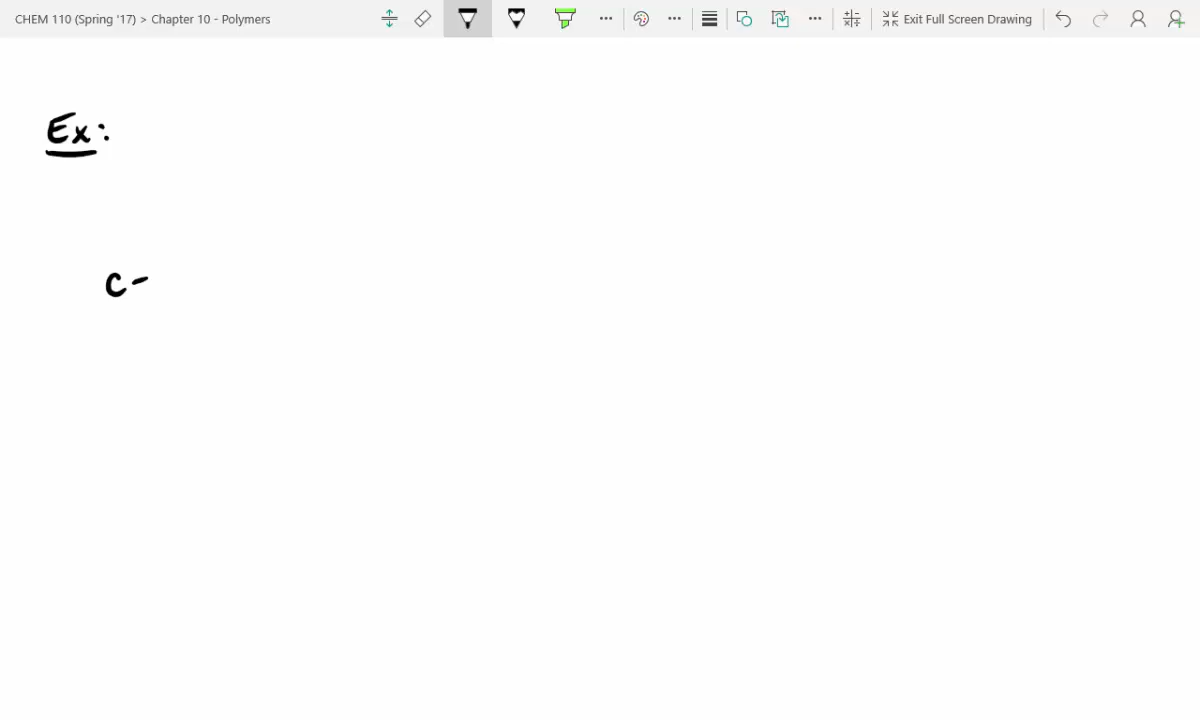 CHEM 110 (Spring '17) > Chapter 10 - Polymers
Exit Full Screen Drawing
Ex:
C-